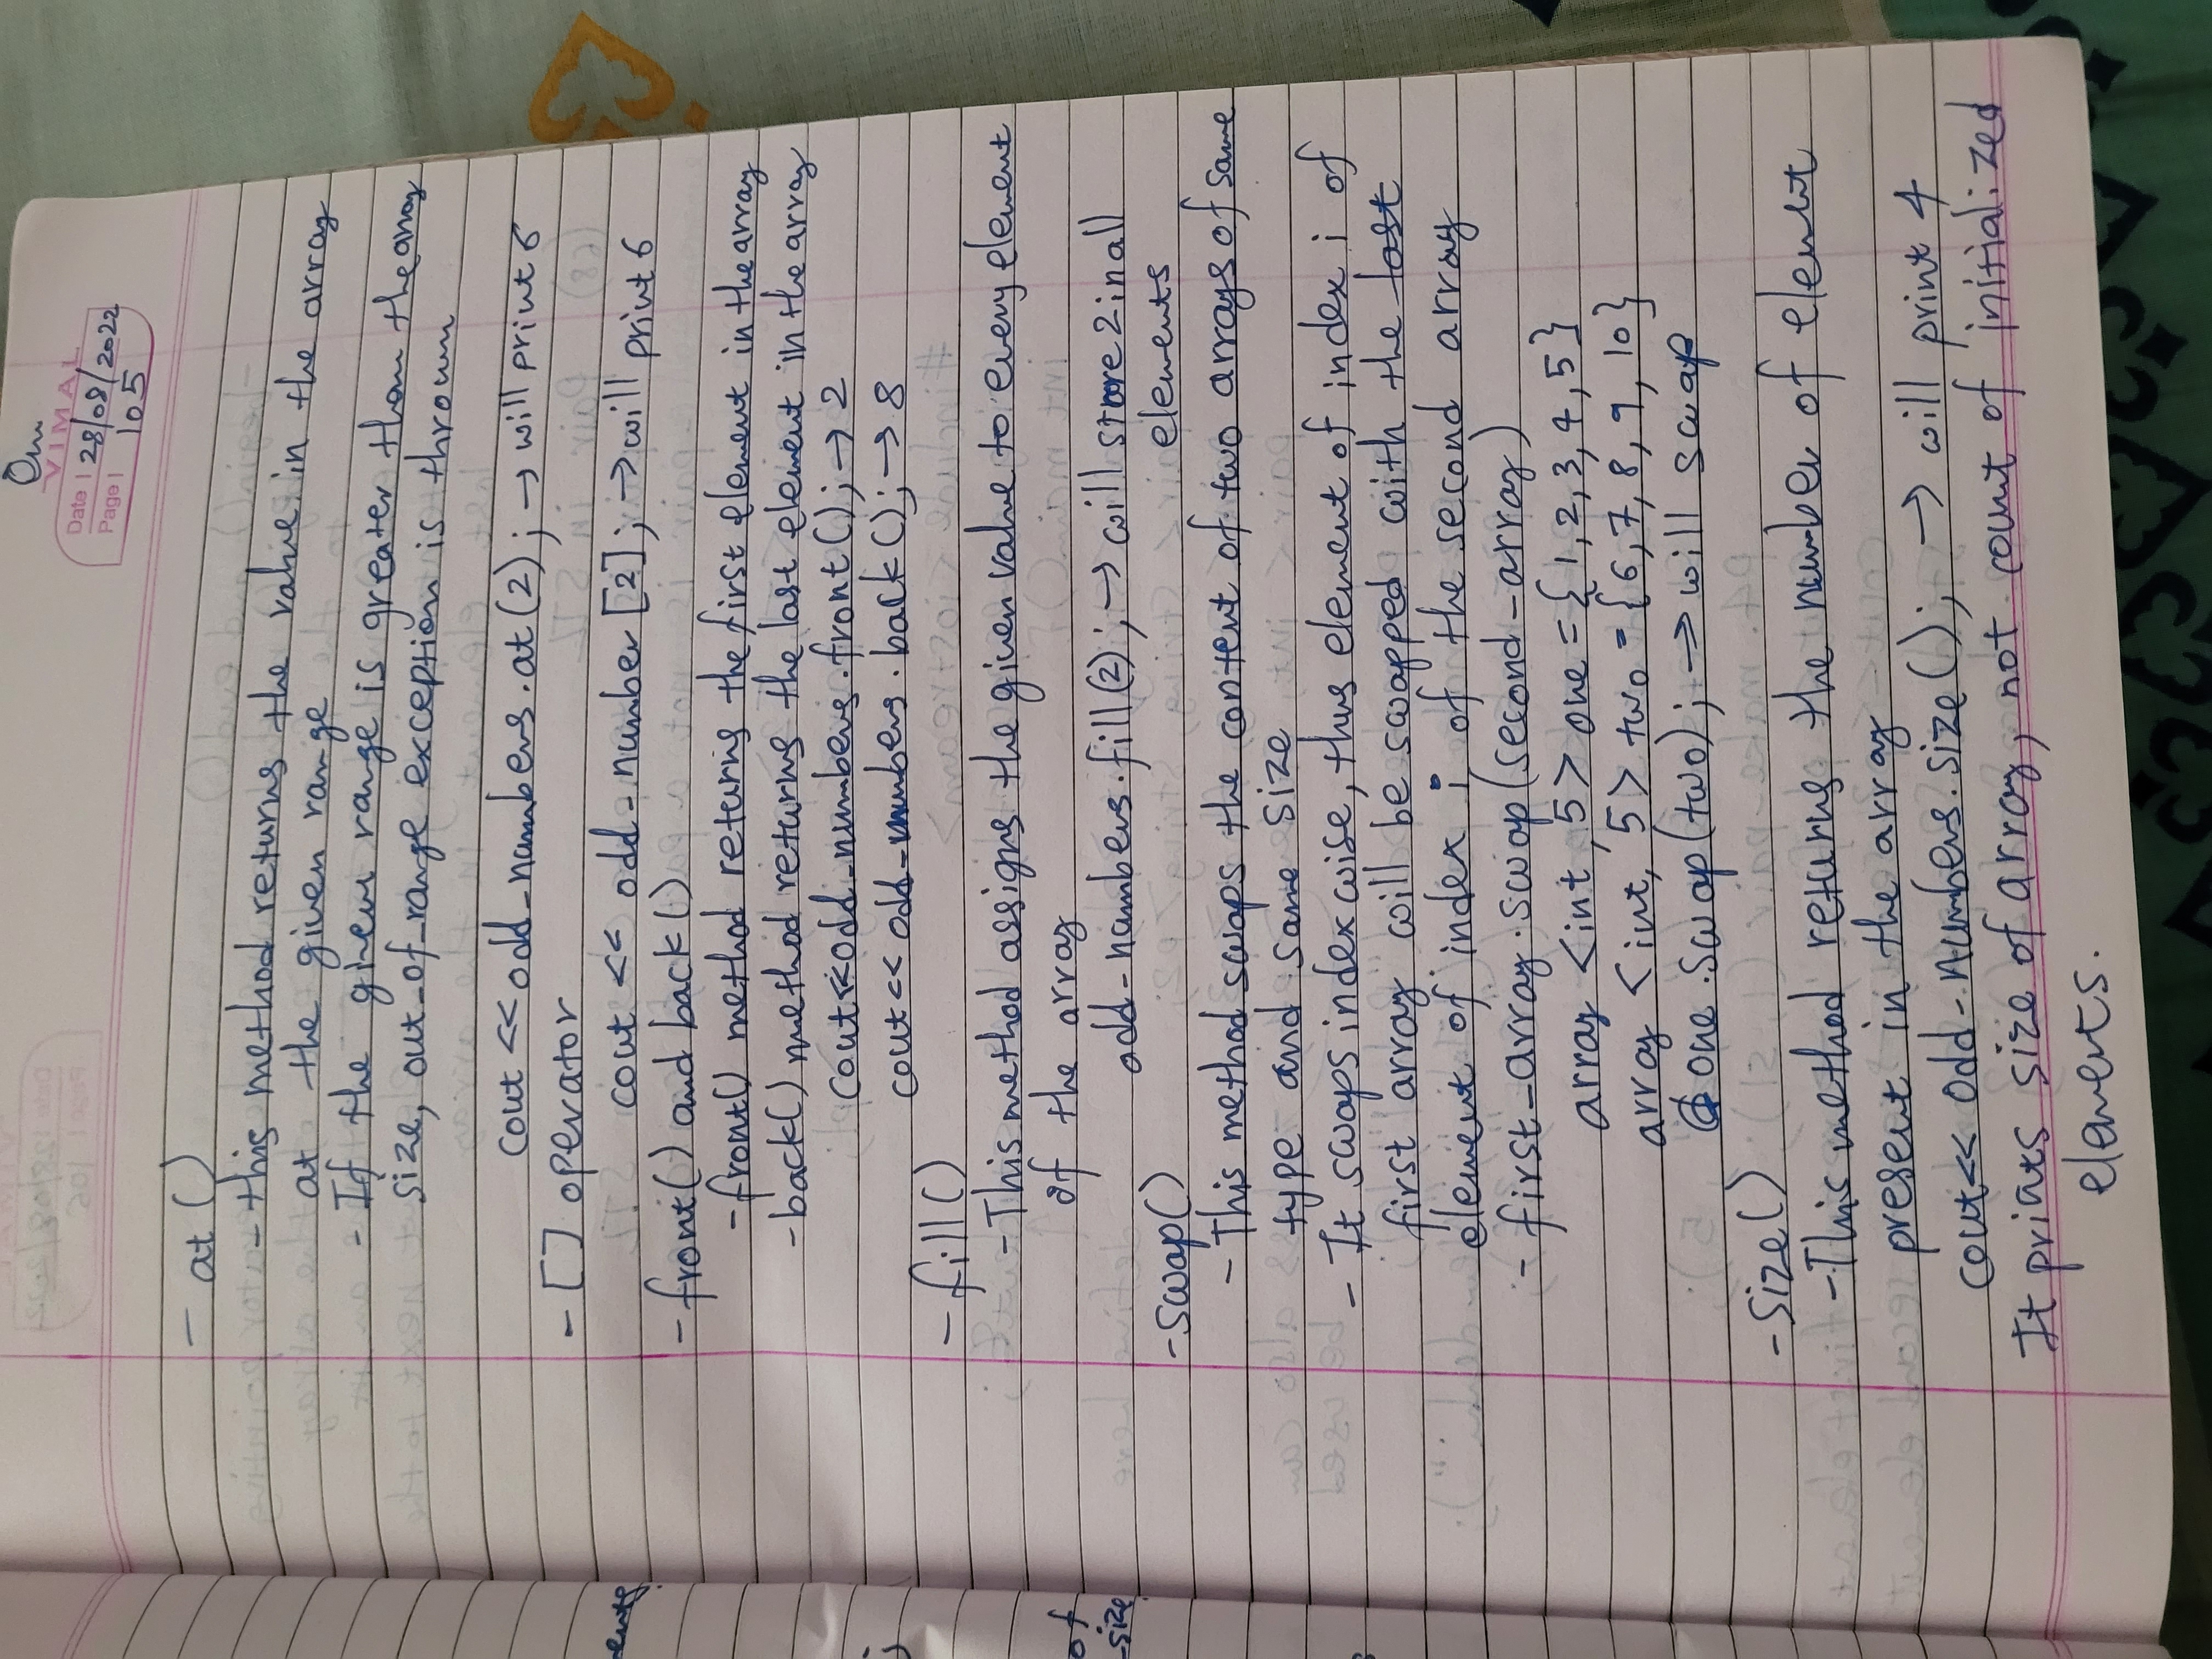 Om
VIMAL
Date | 28/08/2022
Page | 105
- at ()
- this method returns the value in the array
at the given range
- If the given range is greater than the array
size, out_of_range exception is thrown
cout << odd_numbers.at(2); → will print 6
- [] operator
cout << odd_number [2]; → will print 6
- front() and back()
- front() method returns the first element in the array
- back() method returns the last element in the array
cout << odd_numbers.front(); → 2
cout << odd_numbers.back(); → 8
- fill()
- This method assigns the given value to every element
of the array
odd_numbers.fill(2); → will store 2 in all
elements
- swap()
- This method swaps the content of two arrays of same
type and same size
- It swaps indexwise, thus element of index i of
first array will be swapped with the last
element of index i of the second array
- first_array.swap(second_array)
array <int, 5> one = {1, 2, 3, 4, 5}
array <int, 5> two = {6, 7, 8, 9, 10}
one.swap(two); → will swap
- size()
- This method returns the number of element
present in the array
cout << odd_numbers.size(); → will print 4
It prints size of array, not count of initialized
elements.
ents
;
of
size